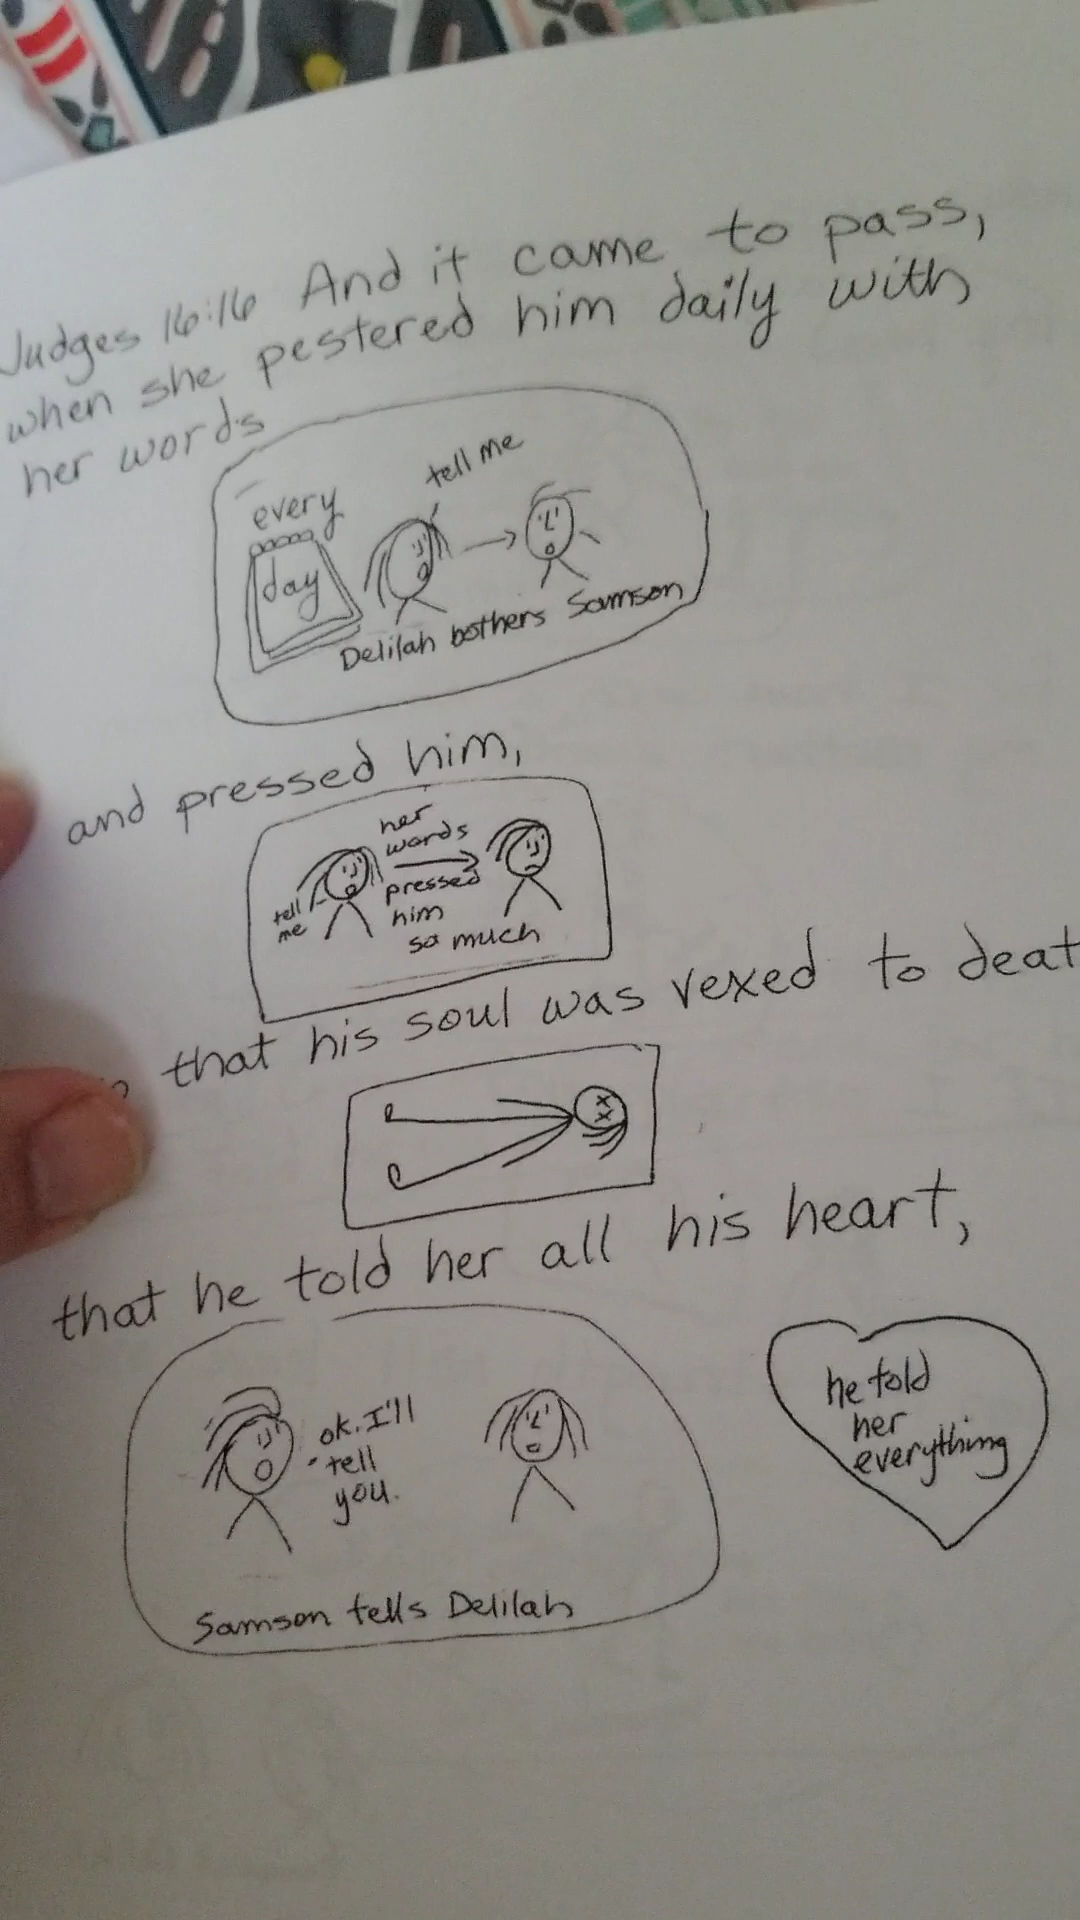 Judges 16:16 And it came to pass,
when she pestered him daily with
her words
every
day
tell me
Delilah bothers Samson
and pressed him,
her
words
tell
me
pressed
him
so much
that his soul was vexed to deat
that he told her all his heart,
ok. I'll
tell
you.
Samson tells Delilah
he told
her
everything